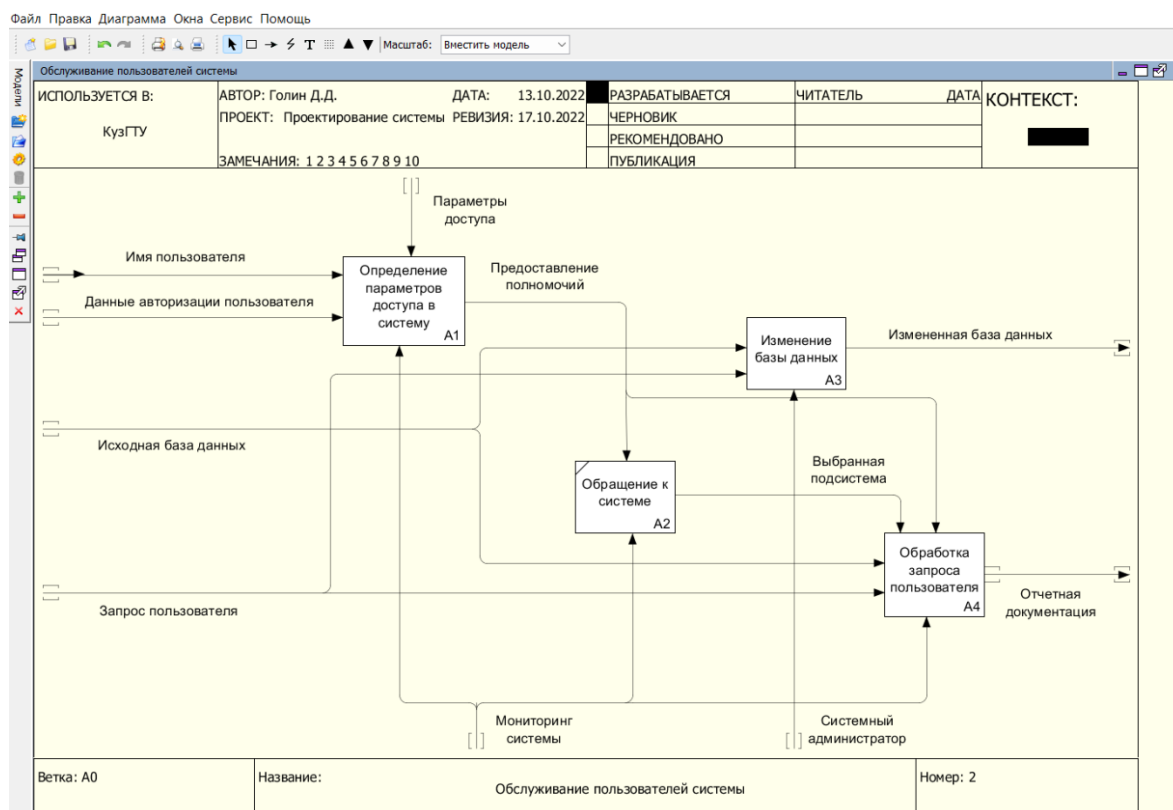 Файл Правка Диаграмма Окна Сервис Помощь
Масштаб: Вместить модель
Модели
Обслуживание пользователей системы
ИСПОЛЬЗУЕТСЯ В:
КузГТУ
АВТОР: Голин Д.Д.
ДАТА: 13.10.2022
ПРОЕКТ: Проектирование системы
РЕВИЗИЯ: 17.10.2022
ЗАМЕЧАНИЯ: 1 2 3 4 5 6 7 8 9 10
РАЗРАБАТЫВАЕТСЯ
ЧЕРНОВИК
РЕКОМЕНДОВАНО
ПУБЛИКАЦИЯ
ЧИТАТЕЛЬ
ДАТА
КОНТЕКСТ:
Параметры
доступа
Имя пользователя
Данные авторизации пользователя
Определение
параметров
доступа в
систему
A1
Предоставление
полномочий
Изменение
базы данных
A3
Измененная база данных
Исходная база данных
Обращение к
системе
A2
Выбранная
подсистема
Обработка
запроса
пользователя
A4
Запрос пользователя
Отчетная
документация
Мониторинг
системы
Системный
администратор
Ветка: A0
Название:
Обслуживание пользователей системы
Номер: 2